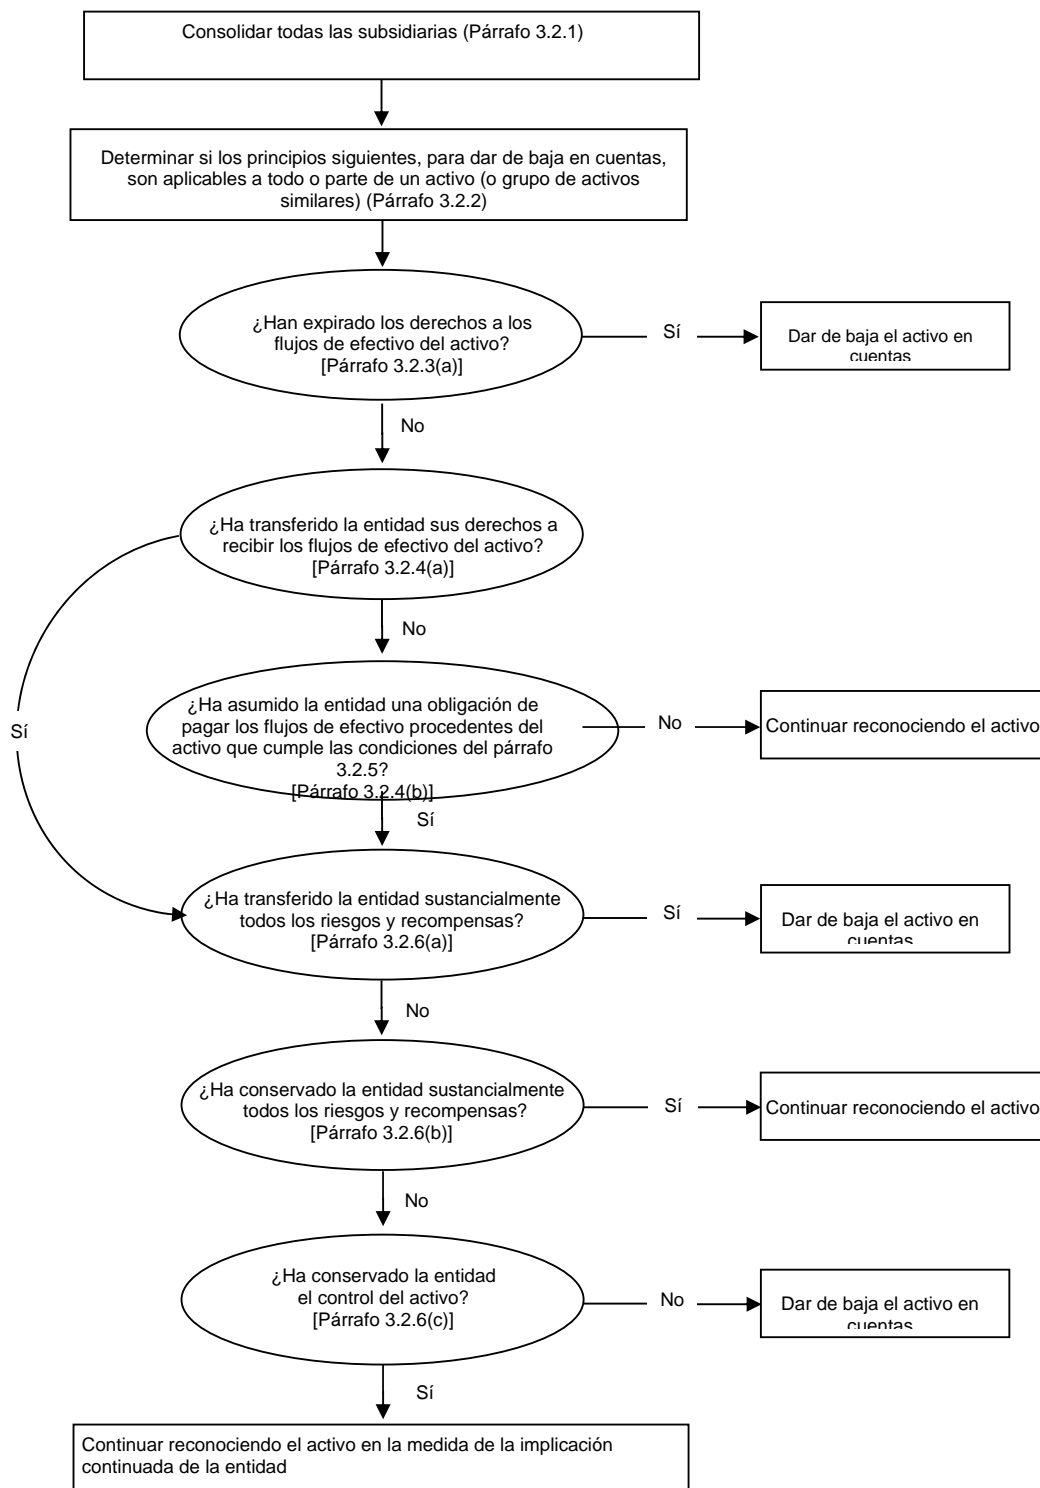 Consolidar todas las subsidiarias (Párrafo 3.2.1)
Determinar si los principios siguientes, para dar de baja en cuentas,
son aplicables a todo o parte de un activo (o grupo de activos
similares) (Párrafo 3.2.2)
¿Han expirado los derechos a los
flujos de efectivo del activo?
[Párrafo 3.2.3(a)]
Sí
Dar de baja el activo en
cuentas
No
¿Ha transferido la entidad sus derechos a
recibir los flujos de efectivo del activo?
[Párrafo 3.2.4(a)]
No
Sí
¿Ha asumido la entidad una obligación de
pagar los flujos de efectivo procedentes del
activo que cumple las condiciones del párrafo
3.2.5?
[Párrafo 3.2.4(b)]
No
Continuar reconociendo el activo
Sí
¿Ha transferido la entidad sustancialmente
todos los riesgos y recompensas?
[Párrafo 3.2.6(a)]
Sí
Dar de baja el activo en
cuentas
No
¿Ha conservado la entidad sustancialmente
todos los riesgos y recompensas?
[Párrafo 3.2.6(b)]
Sí
Continuar reconociendo el activo
No
¿Ha conservado la entidad
el control del activo?
[Párrafo 3.2.6(c)]
No
Dar de baja el activo en
cuentas
Sí
Continuar reconociendo el activo en la medida de la implicación
continuada de la entidad